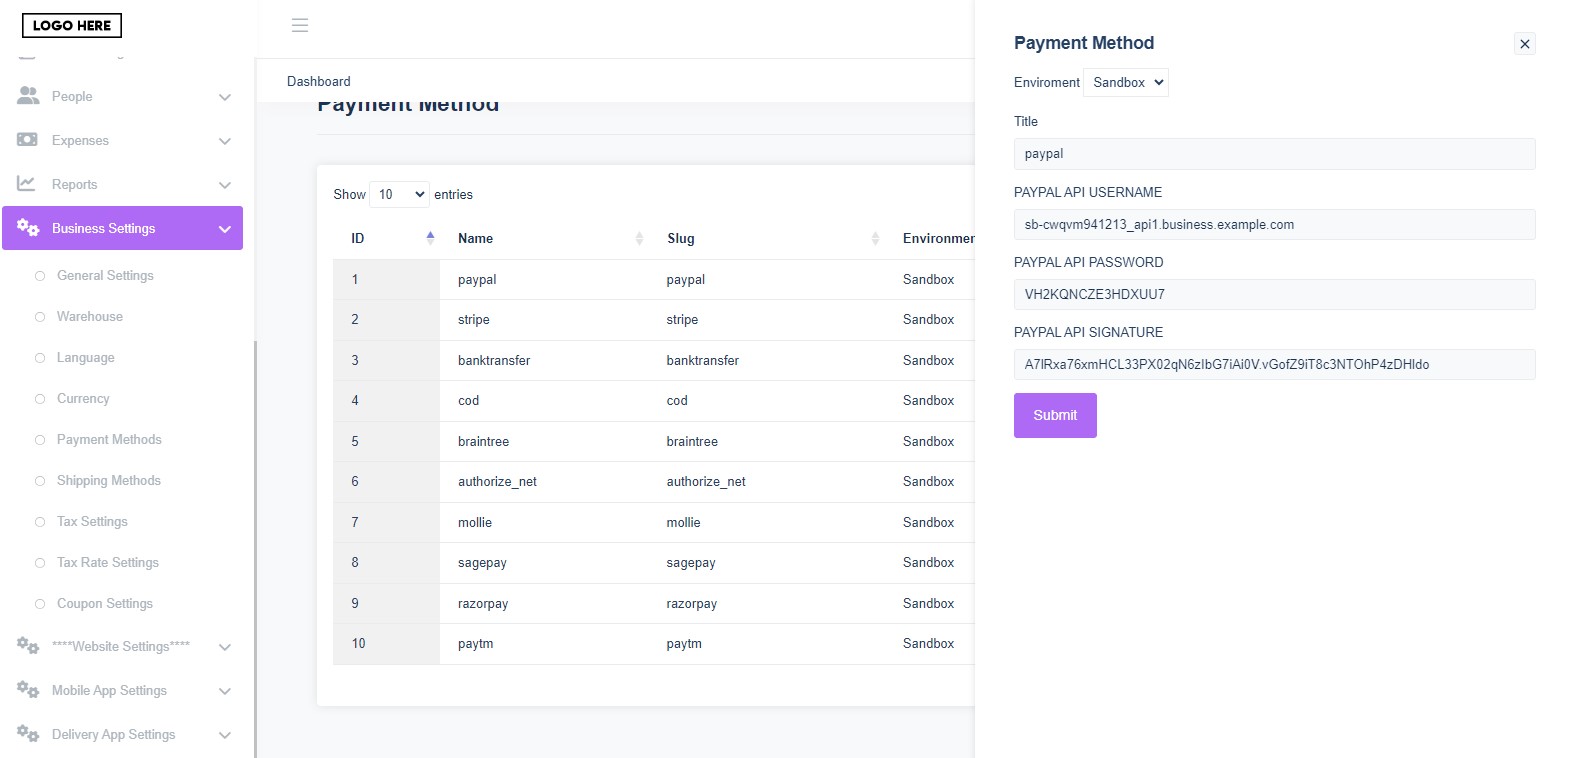 LOGO HERE
People
Expenses
Reports
Business Settings
General Settings
Warehouse
Language
Currency
Payment Methods
Shipping Methods
Tax Settings
Tax Rate Settings
Coupon Settings
****Website Settings****
Mobile App Settings
Delivery App Settings
Dashboard
Payment Method
Show 10 entries
ID Name Slug Environmen
1 paypal paypal Sandbox
2 stripe stripe Sandbox
3 banktransfer banktransfer Sandbox
4 cod cod Sandbox
5 braintree braintree Sandbox
6 authorize_net authorize_net Sandbox
7 mollie mollie Sandbox
8 sagepay sagepay Sandbox
9 razorpay razorpay Sandbox
10 paytm paytm Sandbox
Payment Method
Enviroment Sandbox
Title
paypal
PAYPAL API USERNAME
sb-cwqvm941213_api1.business.example.com
PAYPAL API PASSWORD
VH2KQNCZE3HDXUU7
PAYPAL API SIGNATURE
A7lRxa76xmHCL33PX02qN6zIbG7iAi0V.vGofZ9iT8c3NTOhP4zDHIdo
Submit